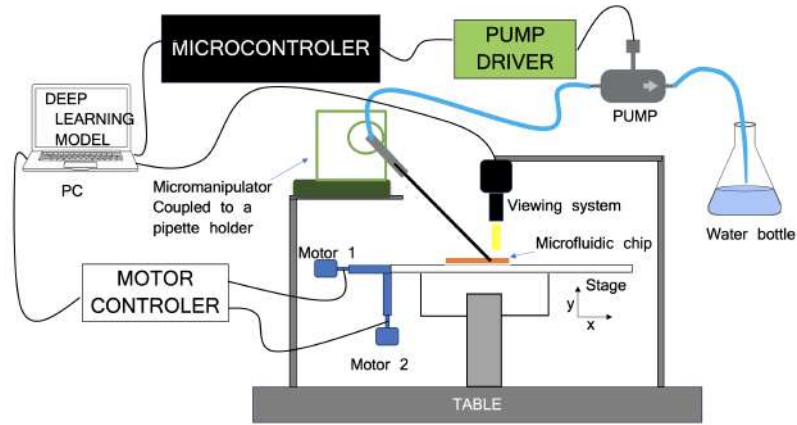 MICROCONTROLER
PUMP
DRIVER
DEEP
LEARNING
MODEL
PC
PUMP
Micromanipulator
Coupled to a
pipette holder
Viewing system
Water bottle
Microfluidic chip
Motor 1
MOTOR
CONTROLER
Stage
y
x
Motor 2
TABLE